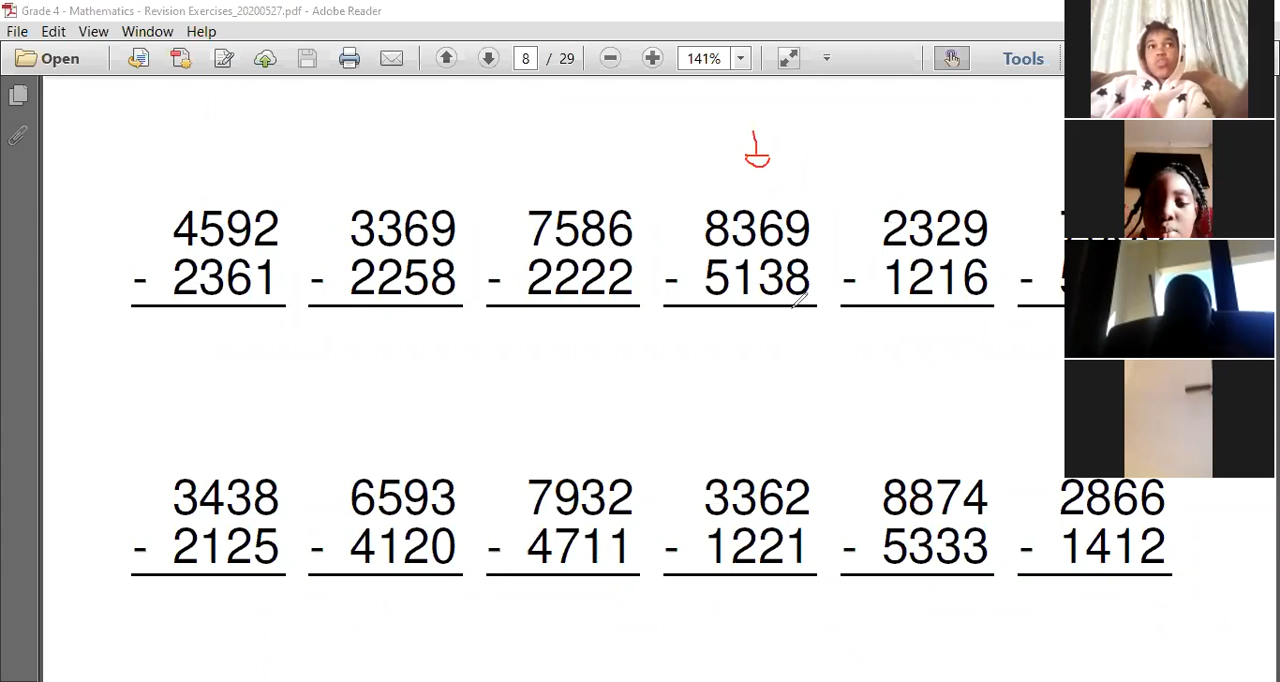 Grade 4 - Mathematics - Revision Exercises_20200527.pdf - Adobe Reader
File Edit View Window Help
Open 8 / 29 141% Tools
4592 3369 7586 8369 2329
- 2361 - 2258 - 2222 - 5138 - 1216 -
3438 6593 7932 3362 8874 2866
- 2125 - 4120 - 4711 - 1221 - 5333 - 1412